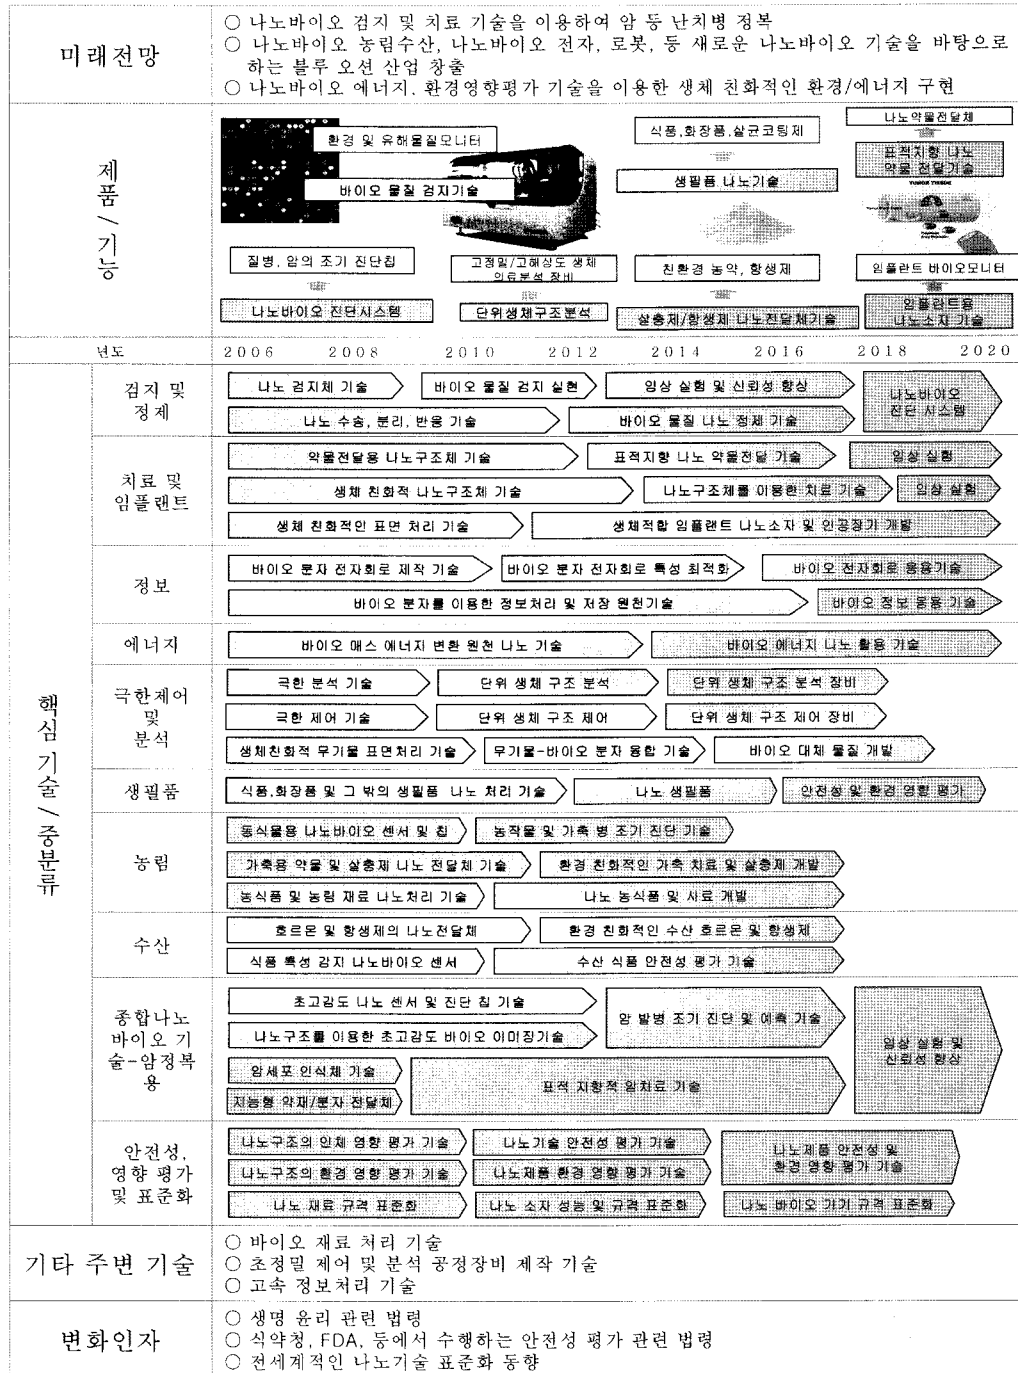 미래전망
○ 나노바이오 검지 및 치료 기술을 이용하여 암 등 난치병 정복
○ 나노바이오 농림수산, 나노바이오 전자, 로봇, 등 새로운 나노바이오 기술을 바탕으로
하는 블루 오션 산업 창출
○ 나노바이오 에너지. 환경영향평가 기술을 이용한 생체 친화적인 환경/에너지 구현
제품/기능
환경 및 유해물질모니터
바이오 물질 검지기술
식품,화장품,살균코팅제
생필품 나노기술
나노약물전달체
표적지향 나노
약물 전달기술
질병, 암의 조기 진단칩
나노바이오 진단시스템
고정밀/고해상도 생체
의료분석 장비
단위생체구조분석
친환경 농약, 항생제
살충제/항생제 나노전달체기술
임플란트 바이오모니터
임플란트용
나노소자 기술
년도
2006 2008 2010 2012 2014 2016 2018 2020
핵심 기술/중분류
검지 및
정제
나노 검지체 기술
바이오 물질 검지 실현
임상 실험 및 신뢰성 향상
나노바이오
진단 시스템
나노 수송, 분리, 반응 기술
바이오 물질 나노 정제 기술
치료 및
임플란트
약물전달용 나노구조체 기술
표적지향 나노 약물전달 기술
임상 실험
생체 친화적 나노구조체 기술
나노구조체를 이용한 치료 기술
임상 실험
생체 친화적인 표면 처리 기술
생체적합 임플란트 나노소자 및 인공장기 개발
정보
바이오 분자 전자회로 제작 기술
바이오 분자 전자회로 특성 최적화
바이오 전자회로 응용기술
바이오 분자를 이용한 정보처리 및 저장 원천기술
바이오 정보 응용 기술
에너지
바이오 매스 에너지 변환 원천 나노 기술
바이오 에너지 나노 활용 기술
극한제어
및
분석
극한 분석 기술
단위 생체 구조 분석
단위 생체 구조 분석 장비
극한 제어 기술
단위 생체 구조 제어
단위 생체 구조 제어 장비
생체친화적 무기물 표면처리 기술
무기물-바이오 분자 융합 기술
바이오 대체 물질 개발
생필품
식품,화장품 및 그 밖의 생필품 나노 처리 기술
나노 생필품
안전성 및 환경 영향 평가
농림
동식물용 나노바이오 센서 및 칩
농작물 및 가축 병 조기 진단 기술
가축용 약물 및 살충제 나노 전달체 기술
환경 친화적인 가축 치료 및 살충제 개발
농식품 및 농림 재료 나노처리 기술
나노 농식품 및 사료 개발
수산
호르몬 및 항생제의 나노전달체
환경 친화적인 수산 호르몬 및 항생제
식품 특성 감지 나노바이오 센서
수산 식품 안전성 평가 기술
종합나노
바이오 기
술-암정복
용
초고감도 나노 센서 및 진단 칩 기술
암 발병 조기 진단 및 예측 기술
임상 실험 및
신뢰성 향상
나노구조를 이용한 초고감도 바이오 이미징기술
암세포 인식체 기술
표적 지향적 암치료 기술
지능형 약재/분자 전달체
안전성,
영향 평가
및 표준화
나노구조의 인체 영향 평가 기술
나노기술 안전성 평가 기술
나노제품 안전성 및
환경 영향 평가 기술
나노구조의 환경 영향 평가 기술
나노제품 환경 영향 평가 기술
나노 재료 규격 표준화
나노 소자 성능 및 규격 표준화
나노 바이오 기기 규격 표준화
기타 주변 기술
○ 바이오 재료 처리 기술
○ 초정밀 제어 및 분석 공정장비 제작 기술
○ 고속 정보처리 기술
변화인자
○ 생명 윤리 관련 법령
○ 식약청, FDA, 등에서 수행하는 안전성 평가 관련 법령
○ 전세계적인 나노기술 표준화 동향